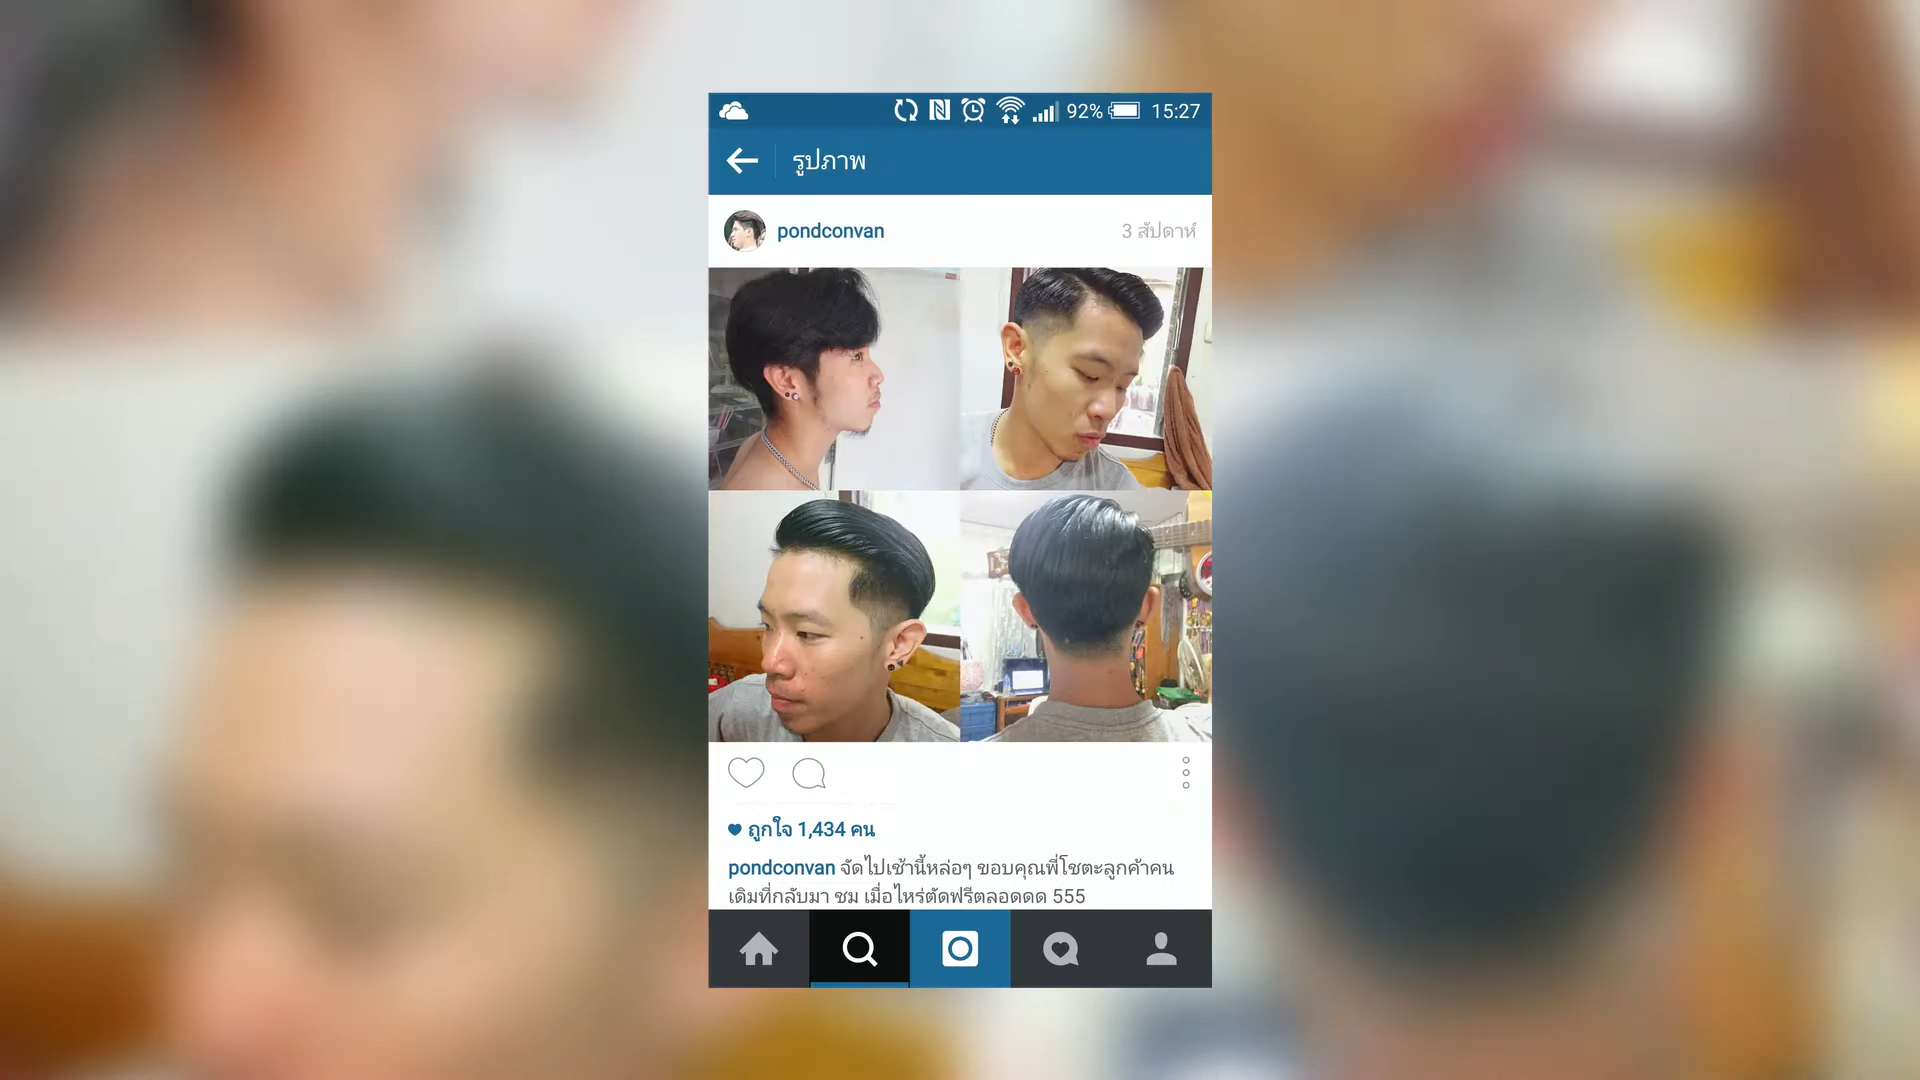 92% 15:27
รูปภาพ
pondconvan 3 สัปดาห์
ถูกใจ 1,434 คน
pondconvan จัดไปเช้านี้หล่อๆ ขอบคุณพี่โชตะลูกค้าคน
เดิมที่กลับมา ชม เมื่อไหร่ตัดฟรีตลอดดด 555